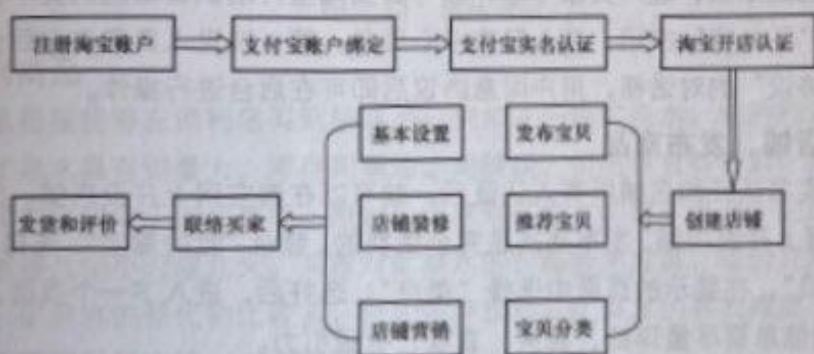 注册淘宝账户 支付宝账户绑定 支付宝实名认证 淘宝开店认证
基本设置 发布宝贝
发货和评价 联络买家 店铺装修 推荐宝贝 创建店铺
店铺营销 宝贝分类